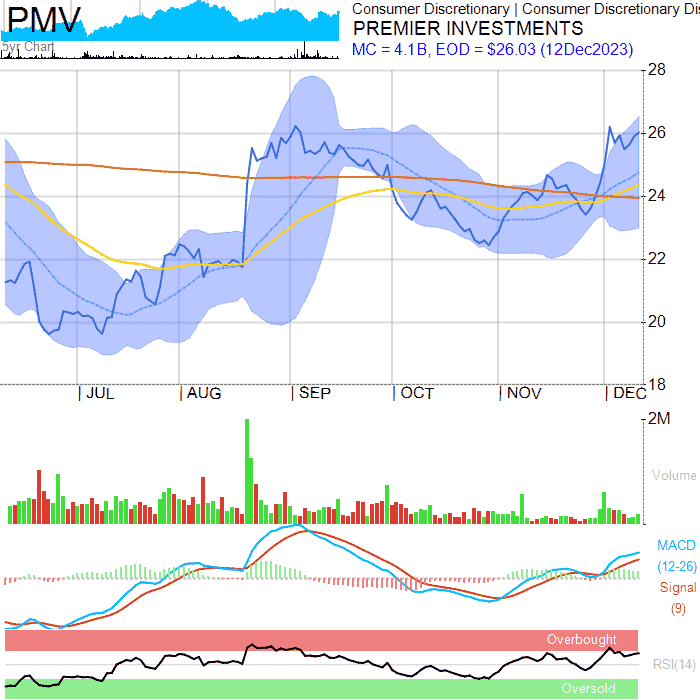 PMV
5yr Chart
Consumer Discretionary | Consumer Discretionary Di
PREMIER INVESTMENTS
MC = 4.1B, EOD = $26.03 (12Dec2023)
28
26
24
22
20
18
| JUL | AUG | SEP | OCT | NOV | DEC
2M
Volume
MACD
(12-26)
Signal
(9)
Overbought
RSI(14)
Oversold